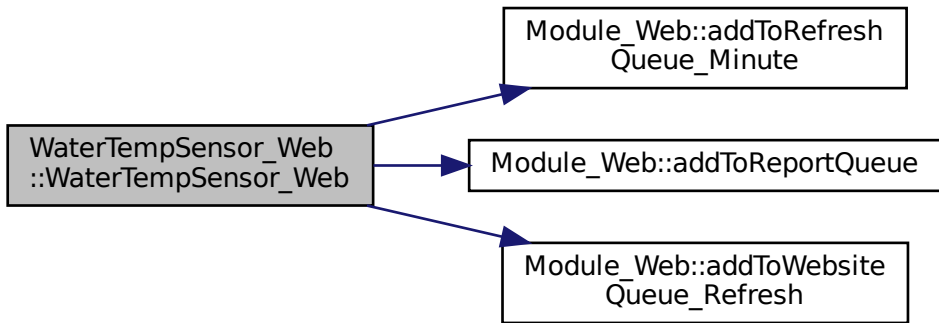 WaterTempSensor_Web
::WaterTempSensor_Web
Module_Web::addToRefresh
Queue_Minute
Module_Web::addToReportQueue
Module_Web::addToWebsite
Queue_Refresh